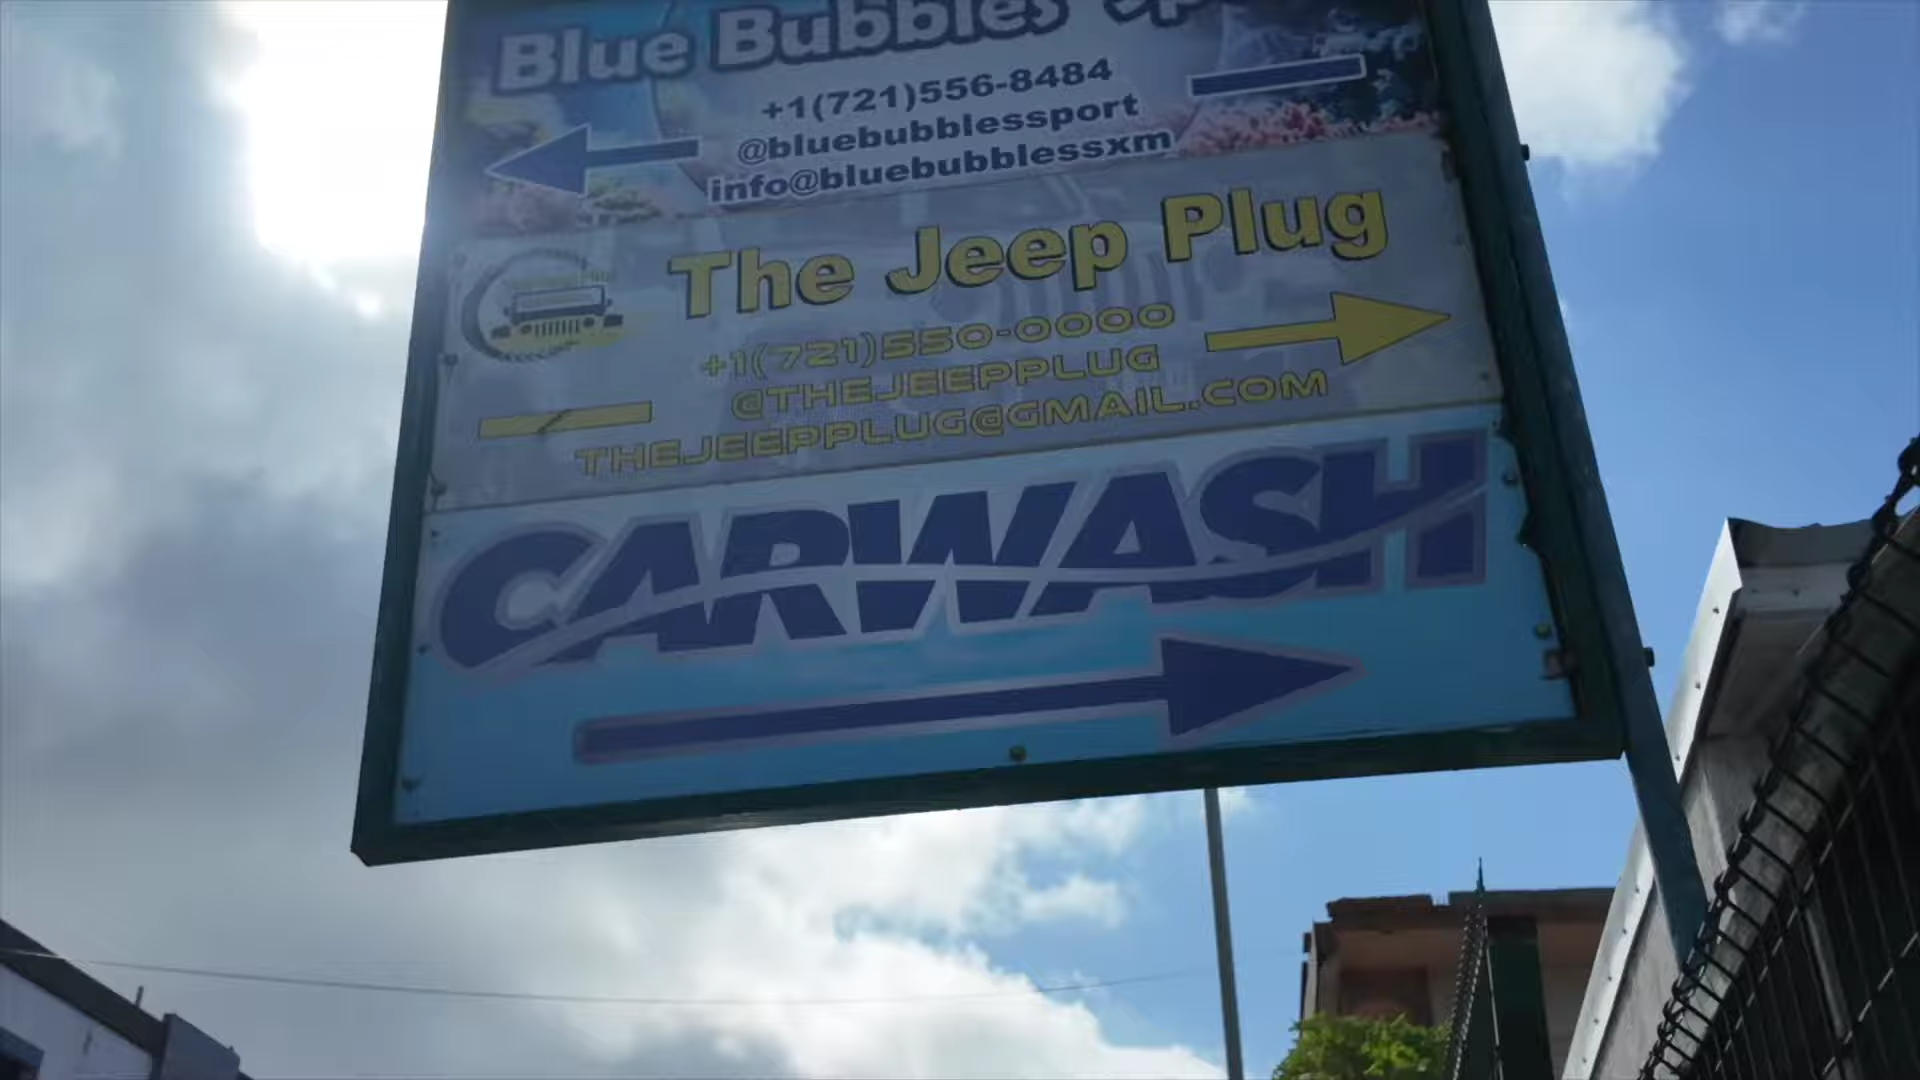 Blue Bubbles Sp
+1(721)556-8484
@bluebubblessport
info@bluebubblessxm
The Jeep Plug
+1(721)550-0000
@THEJEEPPLUG
THEJEEPPLUG@GMAIL.COM
CARWASH